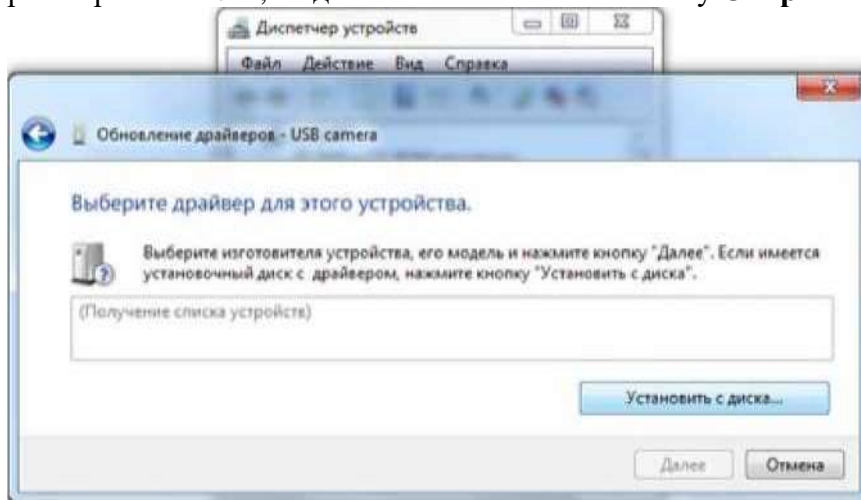 Диспетчер устройств
Файл Действие Вид Справка
Обновление драйверов - USB camera
Выберите драйвер для этого устройства.
Выберите изготовителя устройства, его модель и нажмите кнопку "Далее". Если имеется
установочный диск с драйвером, нажмите кнопку "Установить с диска".
(Получение списка устройств)
Установить с диска...
Далее Отмена